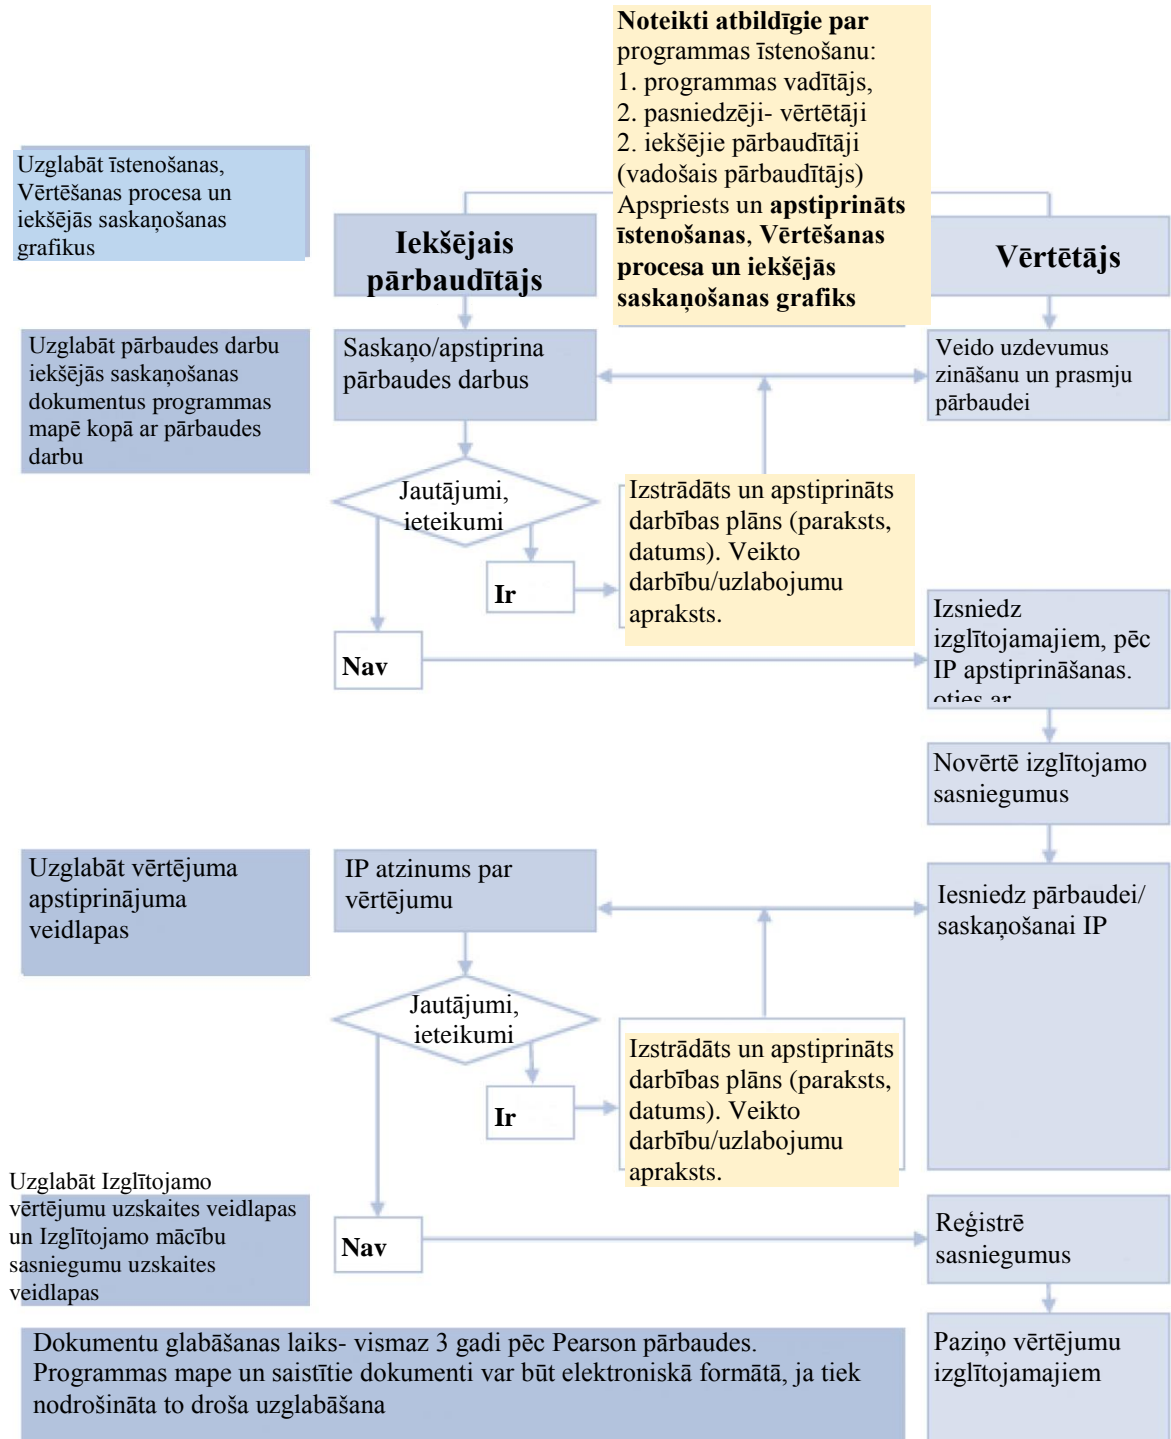 Noteikti atbildīgie par
programmas īstenošanu:
1. programmas vadītājs,
2. pasniedzēji- vērtētāji
2. iekšējie pārbaudītāji
(vadošais pārbaudītājs)
Apspriests un apstiprināts
īstenošanas, Vērtēšanas
procesa un iekšējās
saskaņošanas grafiks
Uzglabāt īstenošanas,
Vērtēšanas procesa un
iekšējās saskaņošanas
grafikus
Iekšējais
pārbaudītājs
Vērtētājs
Uzglabāt pārbaudes darbu
iekšējās saskaņošanas
dokumentus programmas
mapē kopā ar pārbaudes
darbu
Saskaņo/apstiprina
pārbaudes darbus
Veido uzdevumus
zināšanu un prasmju
pārbaudei
Jautājumi,
ieteikumi
Izstrādāts un apstiprināts
darbības plāns (paraksts,
datums). Veikto
darbību/uzlabojumu
apraksts.
Ir
Nav
Izsniedz
izglītojamajiem, pēc
IP apstiprināšanas.
oties ar
Novērtē izglītojamo
sasniegumus
Uzglabāt vērtējuma
apstiprinājuma
veidlapas
IP atzinums par
vērtējumu
Iesniedz pārbaudei/
saskaņošanai IP
Jautājumi,
ieteikumi
Izstrādāts un apstiprināts
darbības plāns (paraksts,
datums). Veikto
darbību/uzlabojumu
apraksts.
Ir
Uzglabāt Izglītojamo
vērtējumu uzskaites veidlapas
un Izglītojamo mācību
sasniegumu uzskaites
veidlapas
Nav
Reģistrē
sasniegumus
Dokumentu glabāšanas laiks- vismaz 3 gadi pēc Pearson pārbaudes.
Programmas mape un saistītie dokumenti var būt elektroniskā formātā, ja tiek
nodrošināta to droša uzglabāšana
Paziņo vērtējumu
izglītojamajiem